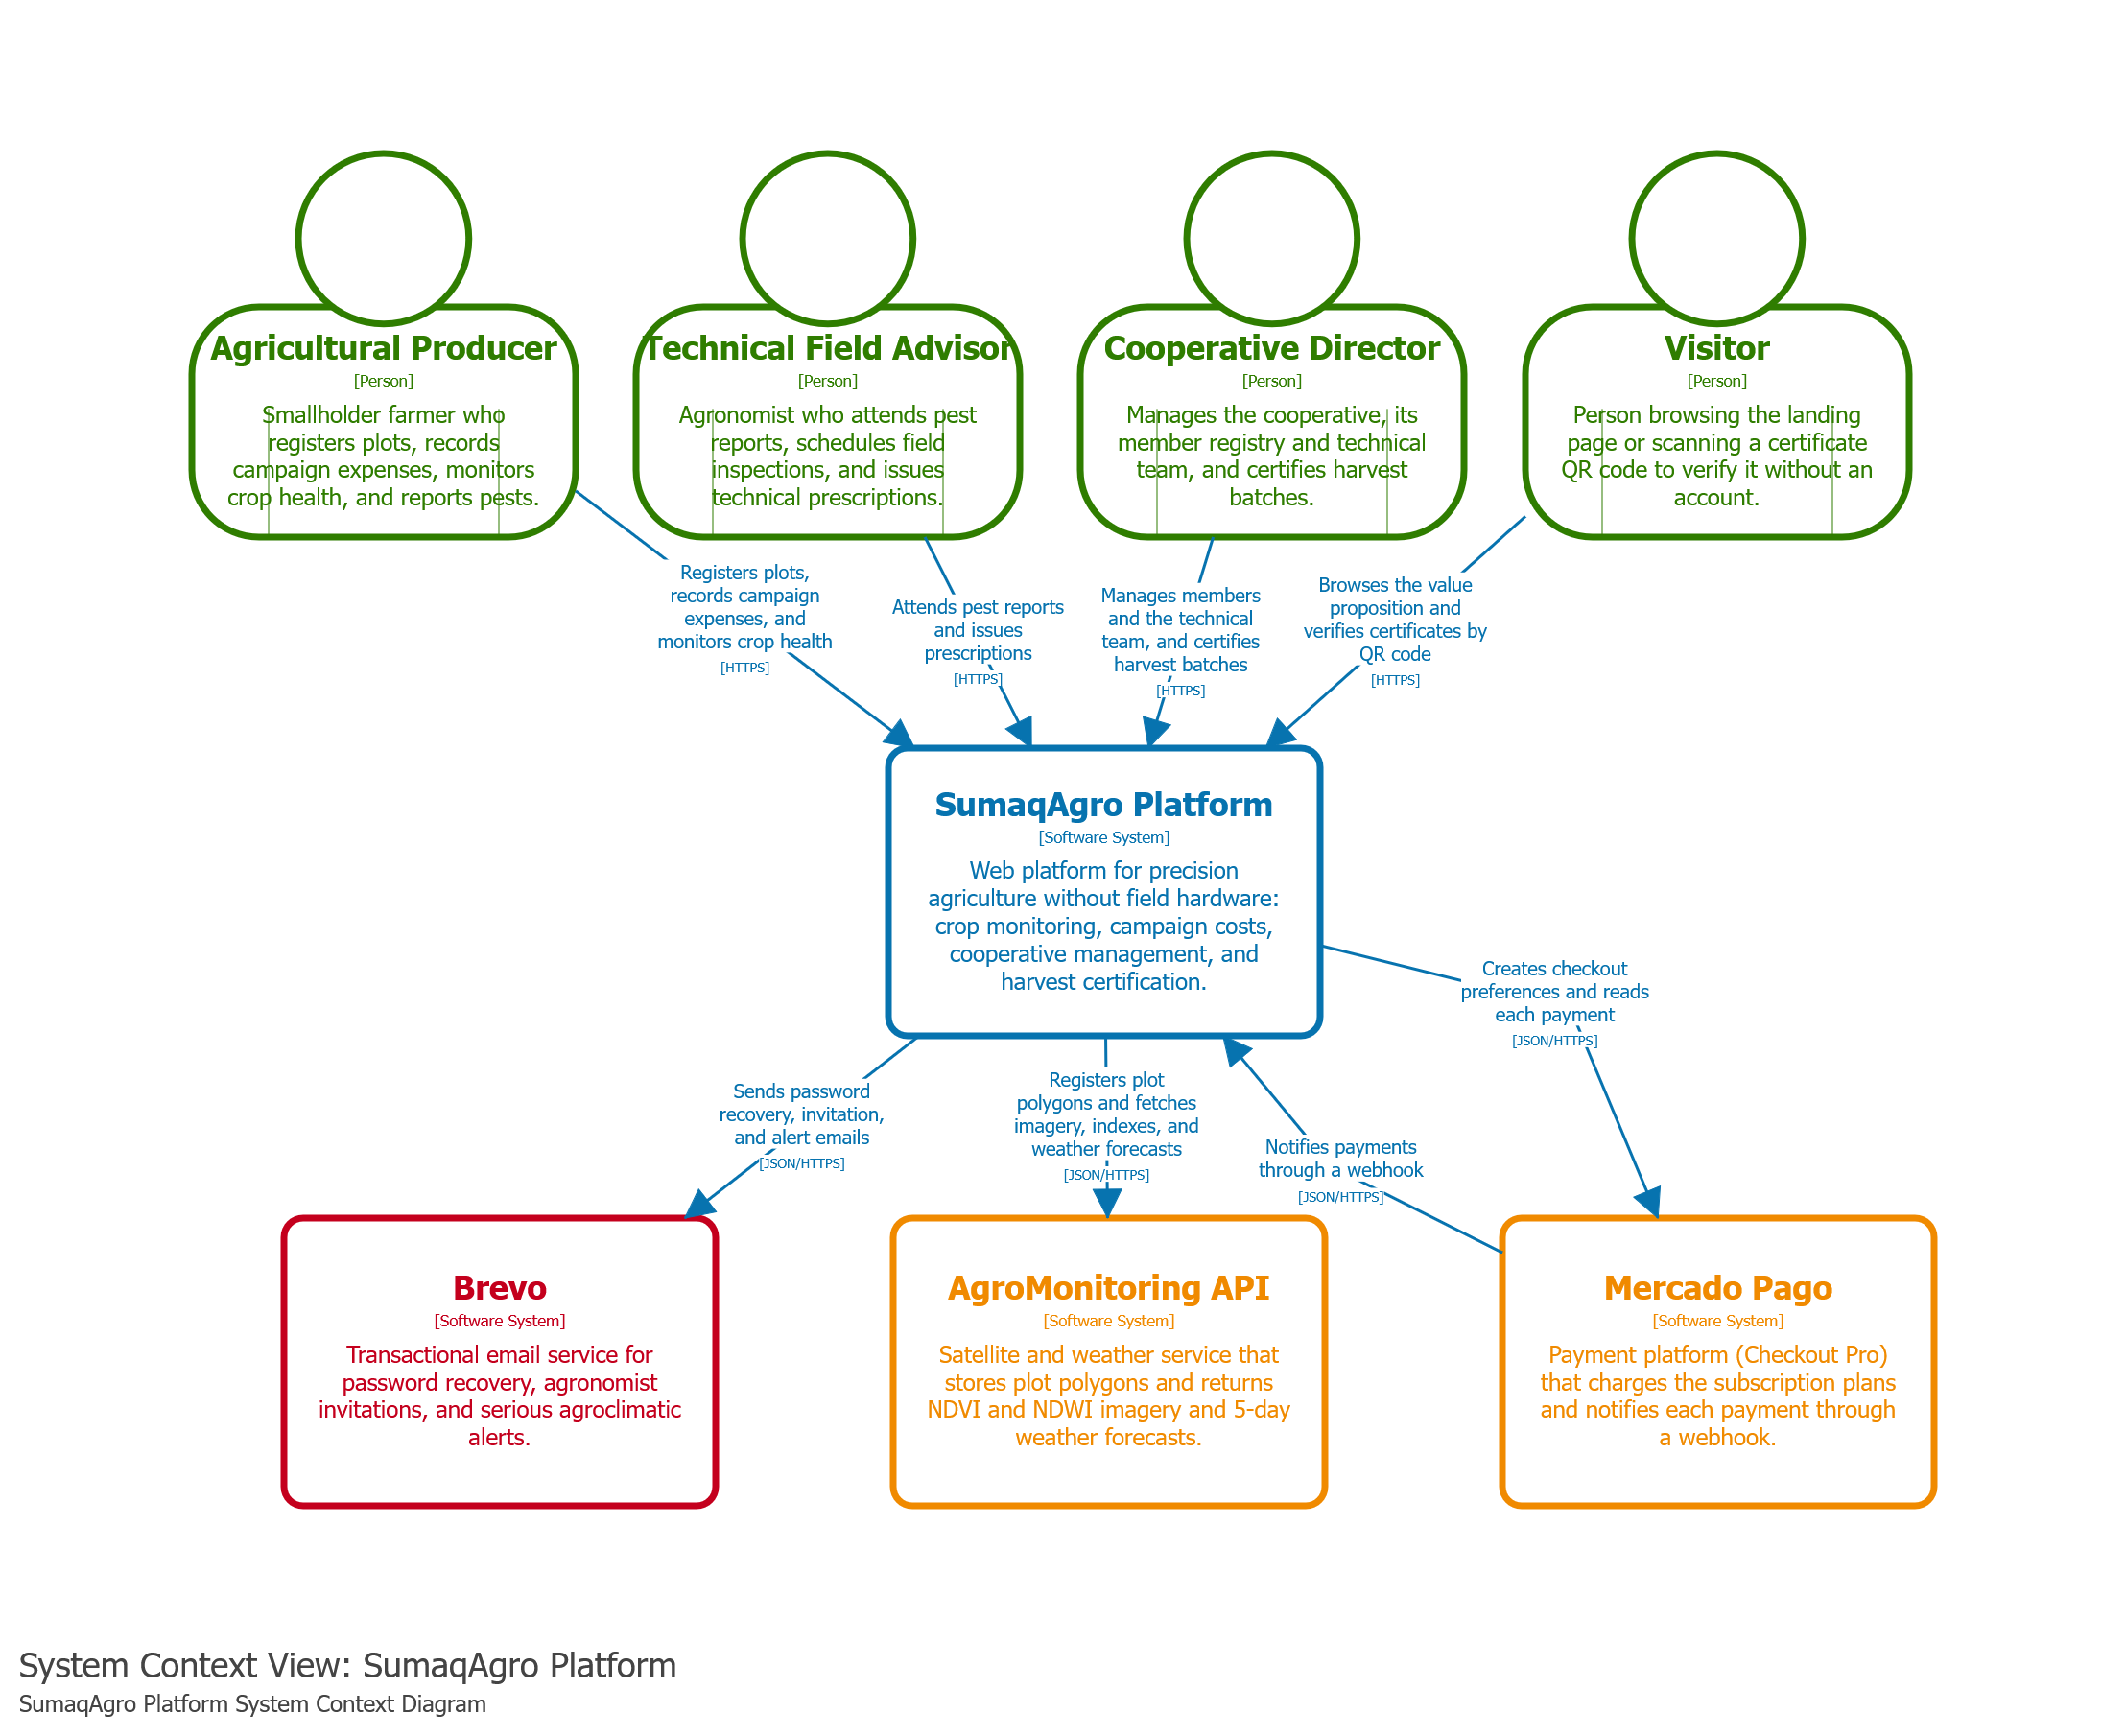 Agricultural Producer
[Person]
Smallholder farmer who
registers plots, records
campaign expenses, monitors
crop health, and reports pests.
Technical Field Advisor
[Person]
Agronomist who attends pest
reports, schedules field
inspections, and issues
technical prescriptions.
Cooperative Director
[Person]
Manages the cooperative, its
member registry and technical
team, and certifies harvest
batches.
Visitor
[Person]
Person browsing the landing
page or scanning a certificate
QR code to verify it without an
account.
Registers plots,
records campaign
expenses, and
monitors crop health
[HTTPS]
Attends pest reports
and issues
prescriptions
[HTTPS]
Manages members
and the technical
team, and certifies
harvest batches
[HTTPS]
Browses the value
proposition and
verifies certificates by
QR code
[HTTPS]
SumaqAgro Platform
[Software System]
Web platform for precision
agriculture without field hardware:
crop monitoring, campaign costs,
cooperative management, and
harvest certification.
Creates checkout
preferences and reads
each payment
[JSON/HTTPS]
Sends password
recovery, invitation,
and alert emails
[JSON/HTTPS]
Registers plot
polygons and fetches
imagery, indexes, and
weather forecasts
[JSON/HTTPS]
Notifies payments
through a webhook
[JSON/HTTPS]
Brevo
[Software System]
Transactional email service for
password recovery, agronomist
invitations, and serious agroclimatic
alerts.
AgroMonitoring API
[Software System]
Satellite and weather service that
stores plot polygons and returns
NDVI and NDWI imagery and 5-day
weather forecasts.
Mercado Pago
[Software System]
Payment platform (Checkout Pro)
that charges the subscription plans
and notifies each payment through
a webhook.
System Context View: SumaqAgro Platform
SumaqAgro Platform System Context Diagram